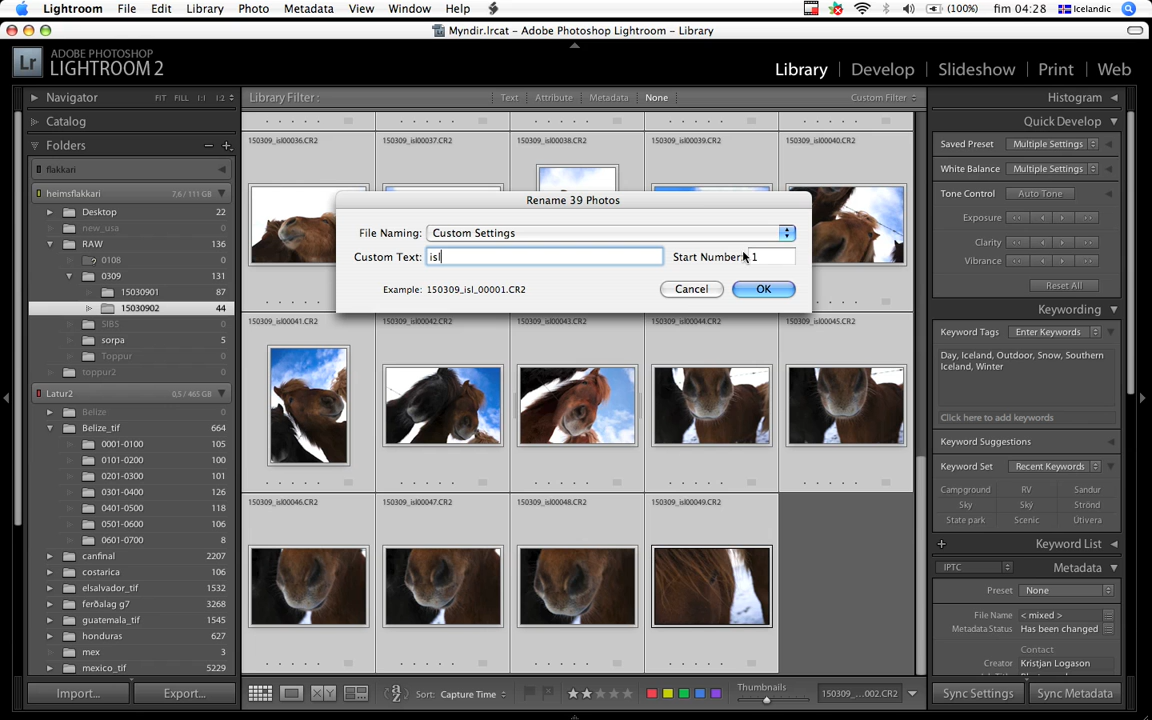 Lightroom File Edit Library Photo Metadata View Window Help (100%) fim 04:28 Icelandic
Myndir.lrcat – Adobe Photoshop Lightroom – Library
Lr ADOBE PHOTOSHOP
LIGHTROOM 2
Library | Develop | Slideshow | Print | Web
Navigator FIT FILL 1:1 1:2
Catalog
Folders
flakkari
heimsflakkari 7,6 / 111 GB
Desktop 22
new_usa 0
RAW 136
0108 0
0309 131
15030901 87
15030902 44
SIBS 0
sorpa 5
Toppur 0
toppur2 0
Latur2 0,5 / 465 GB
Belize 0
Belize_tif 664
0001-0100 105
0101-0200 100
0201-0300 101
0301-0400 126
0401-0500 118
0501-0600 106
0601-0700 8
canfinal 2207
costarica 106
elsalvador_tif 1532
ferðalag g7 3268
guatemala_tif 1545
honduras 627
mex 3
mexico_tif 5229
Import... Export...
Library Filter : Text Attribute Metadata None Custom Filter
150309_isl00036.CR2 150309_isl00037.CR2 150309_isl00038.CR2 150309_isl00039.CR2 150309_isl00040.CR2
Rename 39 Photos
File Naming: Custom Settings
Custom Text: isl Start Number: 1
Example: 150309_isl_00001.CR2 Cancel OK
150309_isl00041.CR2 150309_isl00042.CR2 150309_isl00043.CR2 150309_isl00044.CR2 150309_isl00045.CR2
150309_isl00046.CR2 150309_isl00047.CR2 150309_isl00048.CR2 150309_isl00049.CR2
XY Sort: Capture Time Thumbnails 150309_...002.CR2
Histogram
Quick Develop
Saved Preset Multiple Settings
White Balance Multiple Settings
Tone Control Auto Tone
Exposure
Clarity
Vibrance
Reset All
Keywording
Keyword Tags Enter Keywords
Day, Iceland, Outdoor, Snow, Southern
Iceland, Winter
Click here to add keywords
Keyword Suggestions
Keyword Set Recent Keywords
Campground RV Sandur
Sky Ský Strönd
State park Scenic Útivera
Keyword List
IPTC Metadata
Preset None
File Name < mixed >
Metadata Status Has been changed
Contact
Creator Kristjan Logason
Sync Settings Sync Metadata